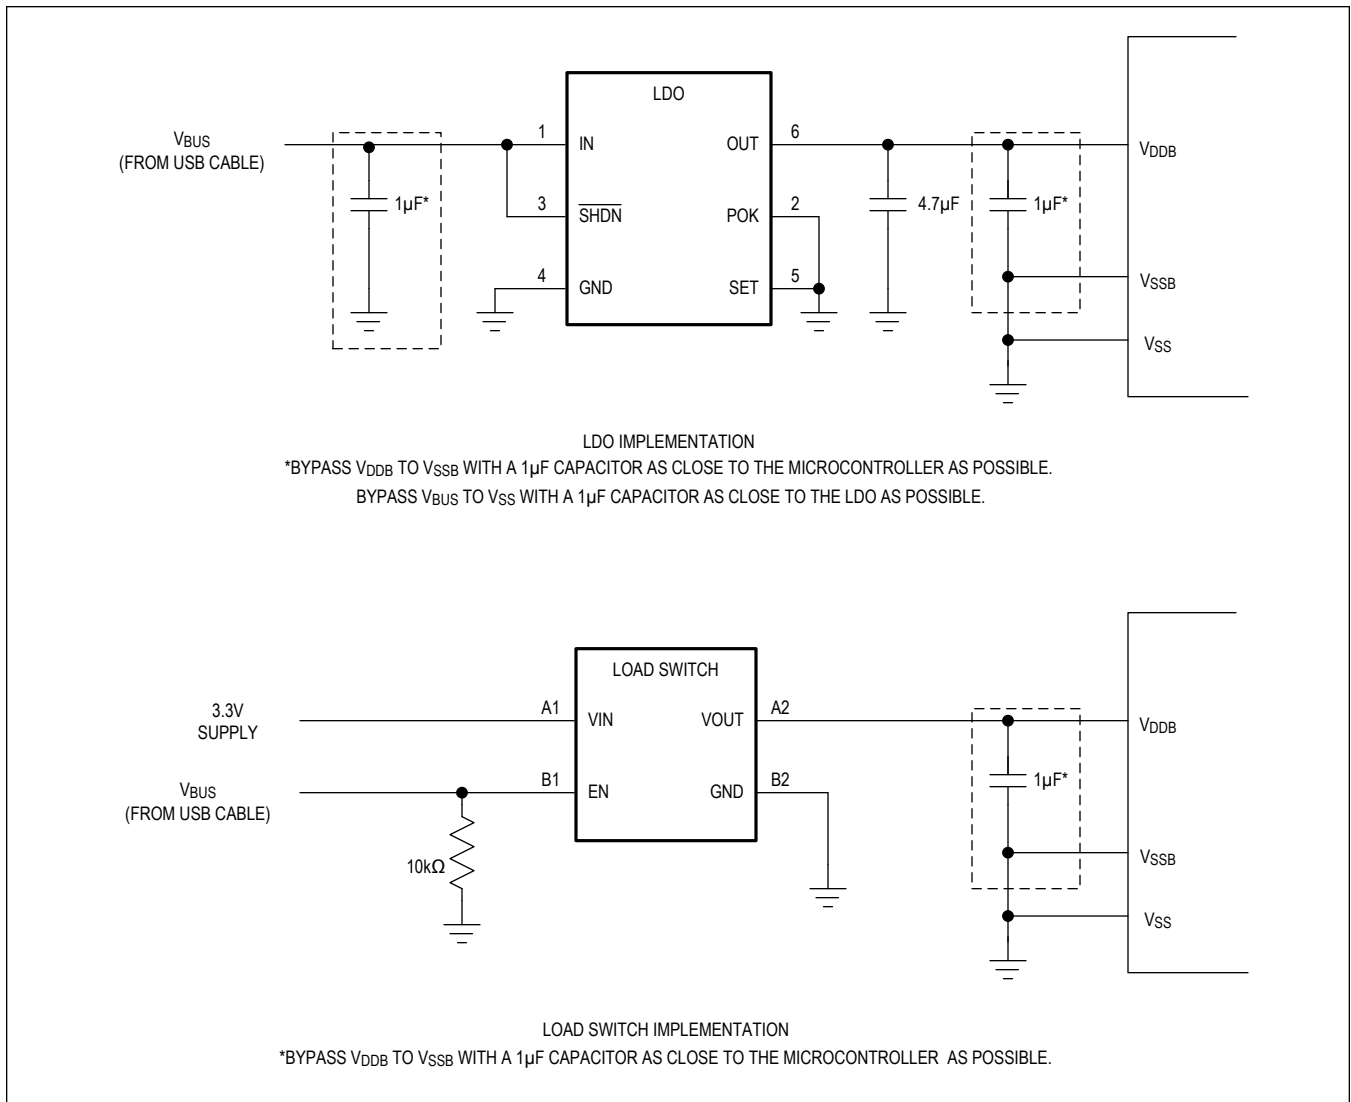 LDO
VBUS
(FROM USB CABLE)
1
IN
OUT
6
VDDB
1µF*
3
SHDN
POK
2
4.7µF
1µF*
4
GND
SET
5
VSSB
VSS
LDO IMPLEMENTATION
*BYPASS VDDB TO VSSB WITH A 1µF CAPACITOR AS CLOSE TO THE MICROCONTROLLER AS POSSIBLE.
BYPASS VBUS TO VSS WITH A 1µF CAPACITOR AS CLOSE TO THE LDO AS POSSIBLE.
LOAD SWITCH
3.3V
SUPPLY
A1
VIN
VOUT
A2
VDDB
VBUS
(FROM USB CABLE)
B1
EN
GND
B2
1µF*
10kΩ
VSSB
VSS
LOAD SWITCH IMPLEMENTATION
*BYPASS VDDB TO VSSB WITH A 1µF CAPACITOR AS CLOSE TO THE MICROCONTROLLER AS POSSIBLE.